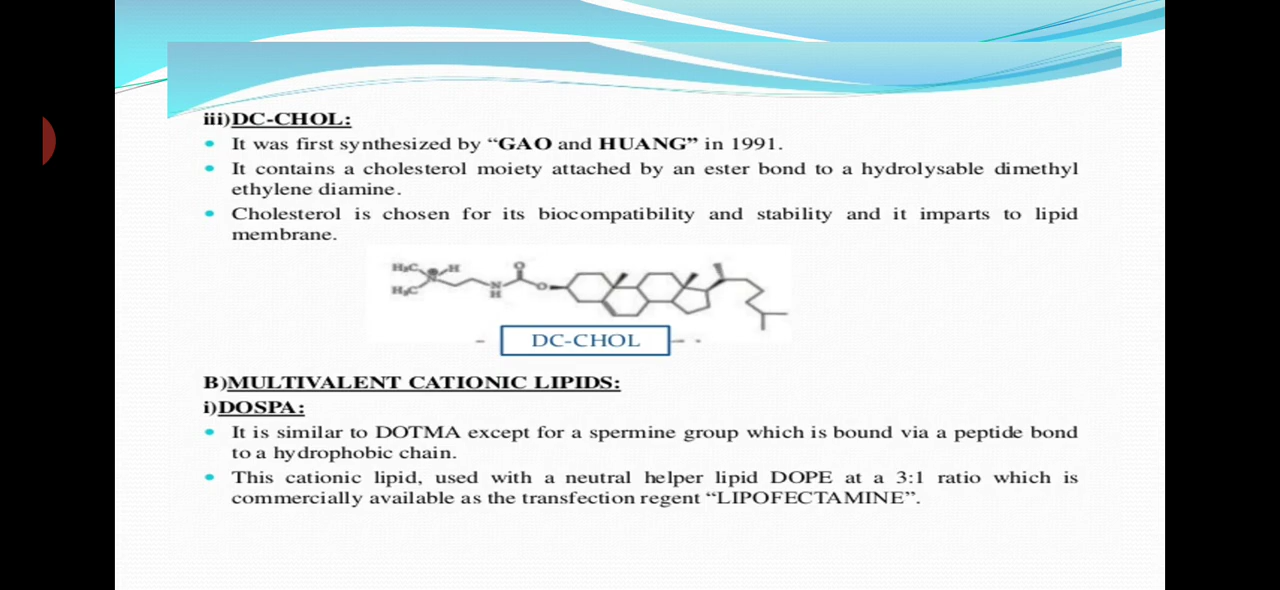 iii)DC-CHOL:
• It was first synthesized by “GAO and HUANG” in 1991.
• It contains a cholesterol moiety attached by an ester bond to a hydrolysable dimethyl
ethylene diamine.
• Cholesterol is chosen for its biocompatibility and stability and it imparts to lipid
membrane.
H₃C H O
H₃C N H O
DC-CHOL
B)MULTIVALENT CATIONIC LIPIDS:
i)DOSPA:
• It is similar to DOTMA except for a spermine group which is bound via a peptide bond
to a hydrophobic chain.
• This cationic lipid, used with a neutral helper lipid DOPE at a 3:1 ratio which is
commercially available as the transfection regent “LIPOFECTAMINE”.